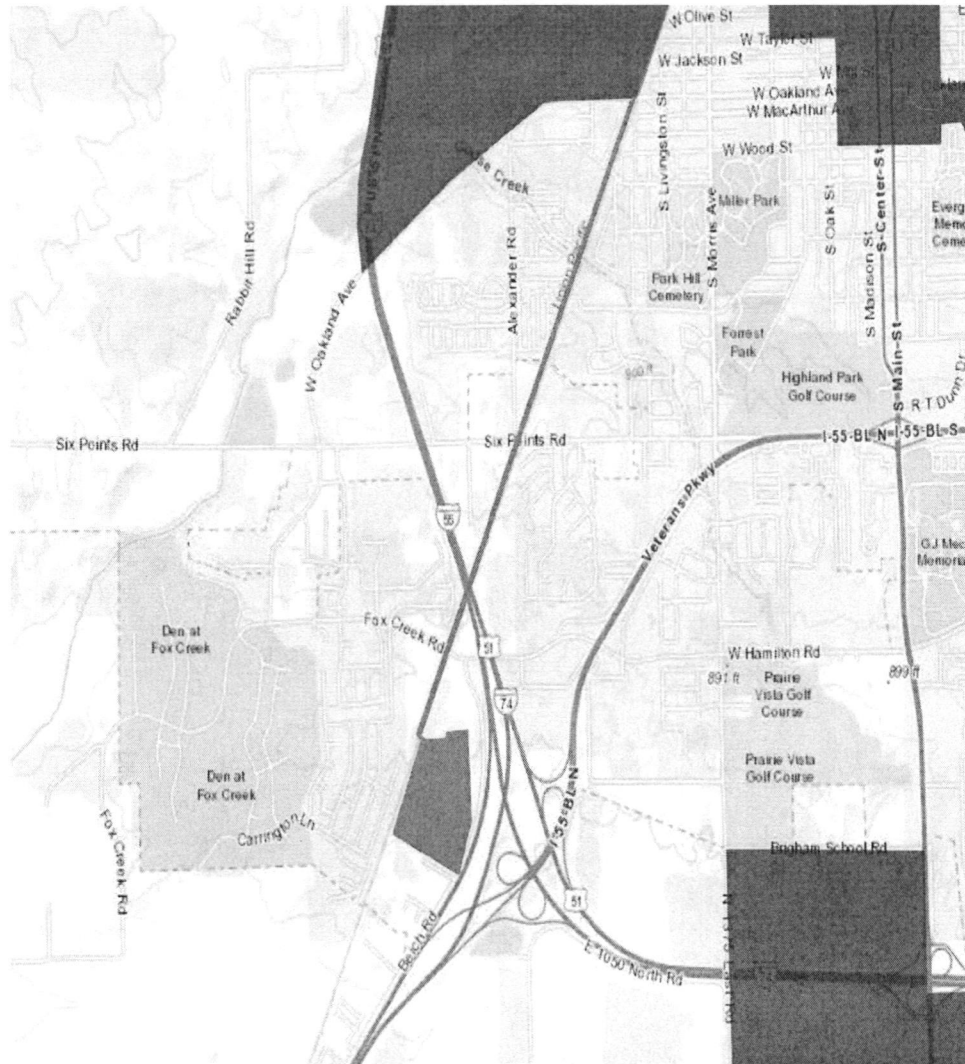 W Olive St
W Taylor St
W Jackson St
W Oakland Ave
W MacArthur Ave
W Wood St
S Livingston St
S Morris Ave
Miller Park
S Oak St
S Center St
S Madison St
Creek
Rabbit Hill Rd
W Oakland Ave
Alexander Rd
Park Hill
Cemetery
Forrest
Park
Highland Park
Golf Course
S-Main-St
R T Dunn Dr
Six Points Rd
Six Points Rd
I-55-BL N
I-55-BL S
55
Veterans Pkwy
Den at
Fox Creek
Fox Creek Rd
51
W Hamilton Rd
891 ft
899 ft
Prairie
Vista Golf
Course
74
Prairie Vista
Golf Course
Den at
Fox Creek
Fox Creek Rd
Carrington Ln
I-55-BL N
Brigham School Rd
51
Beich Rd
E 1050 North Rd